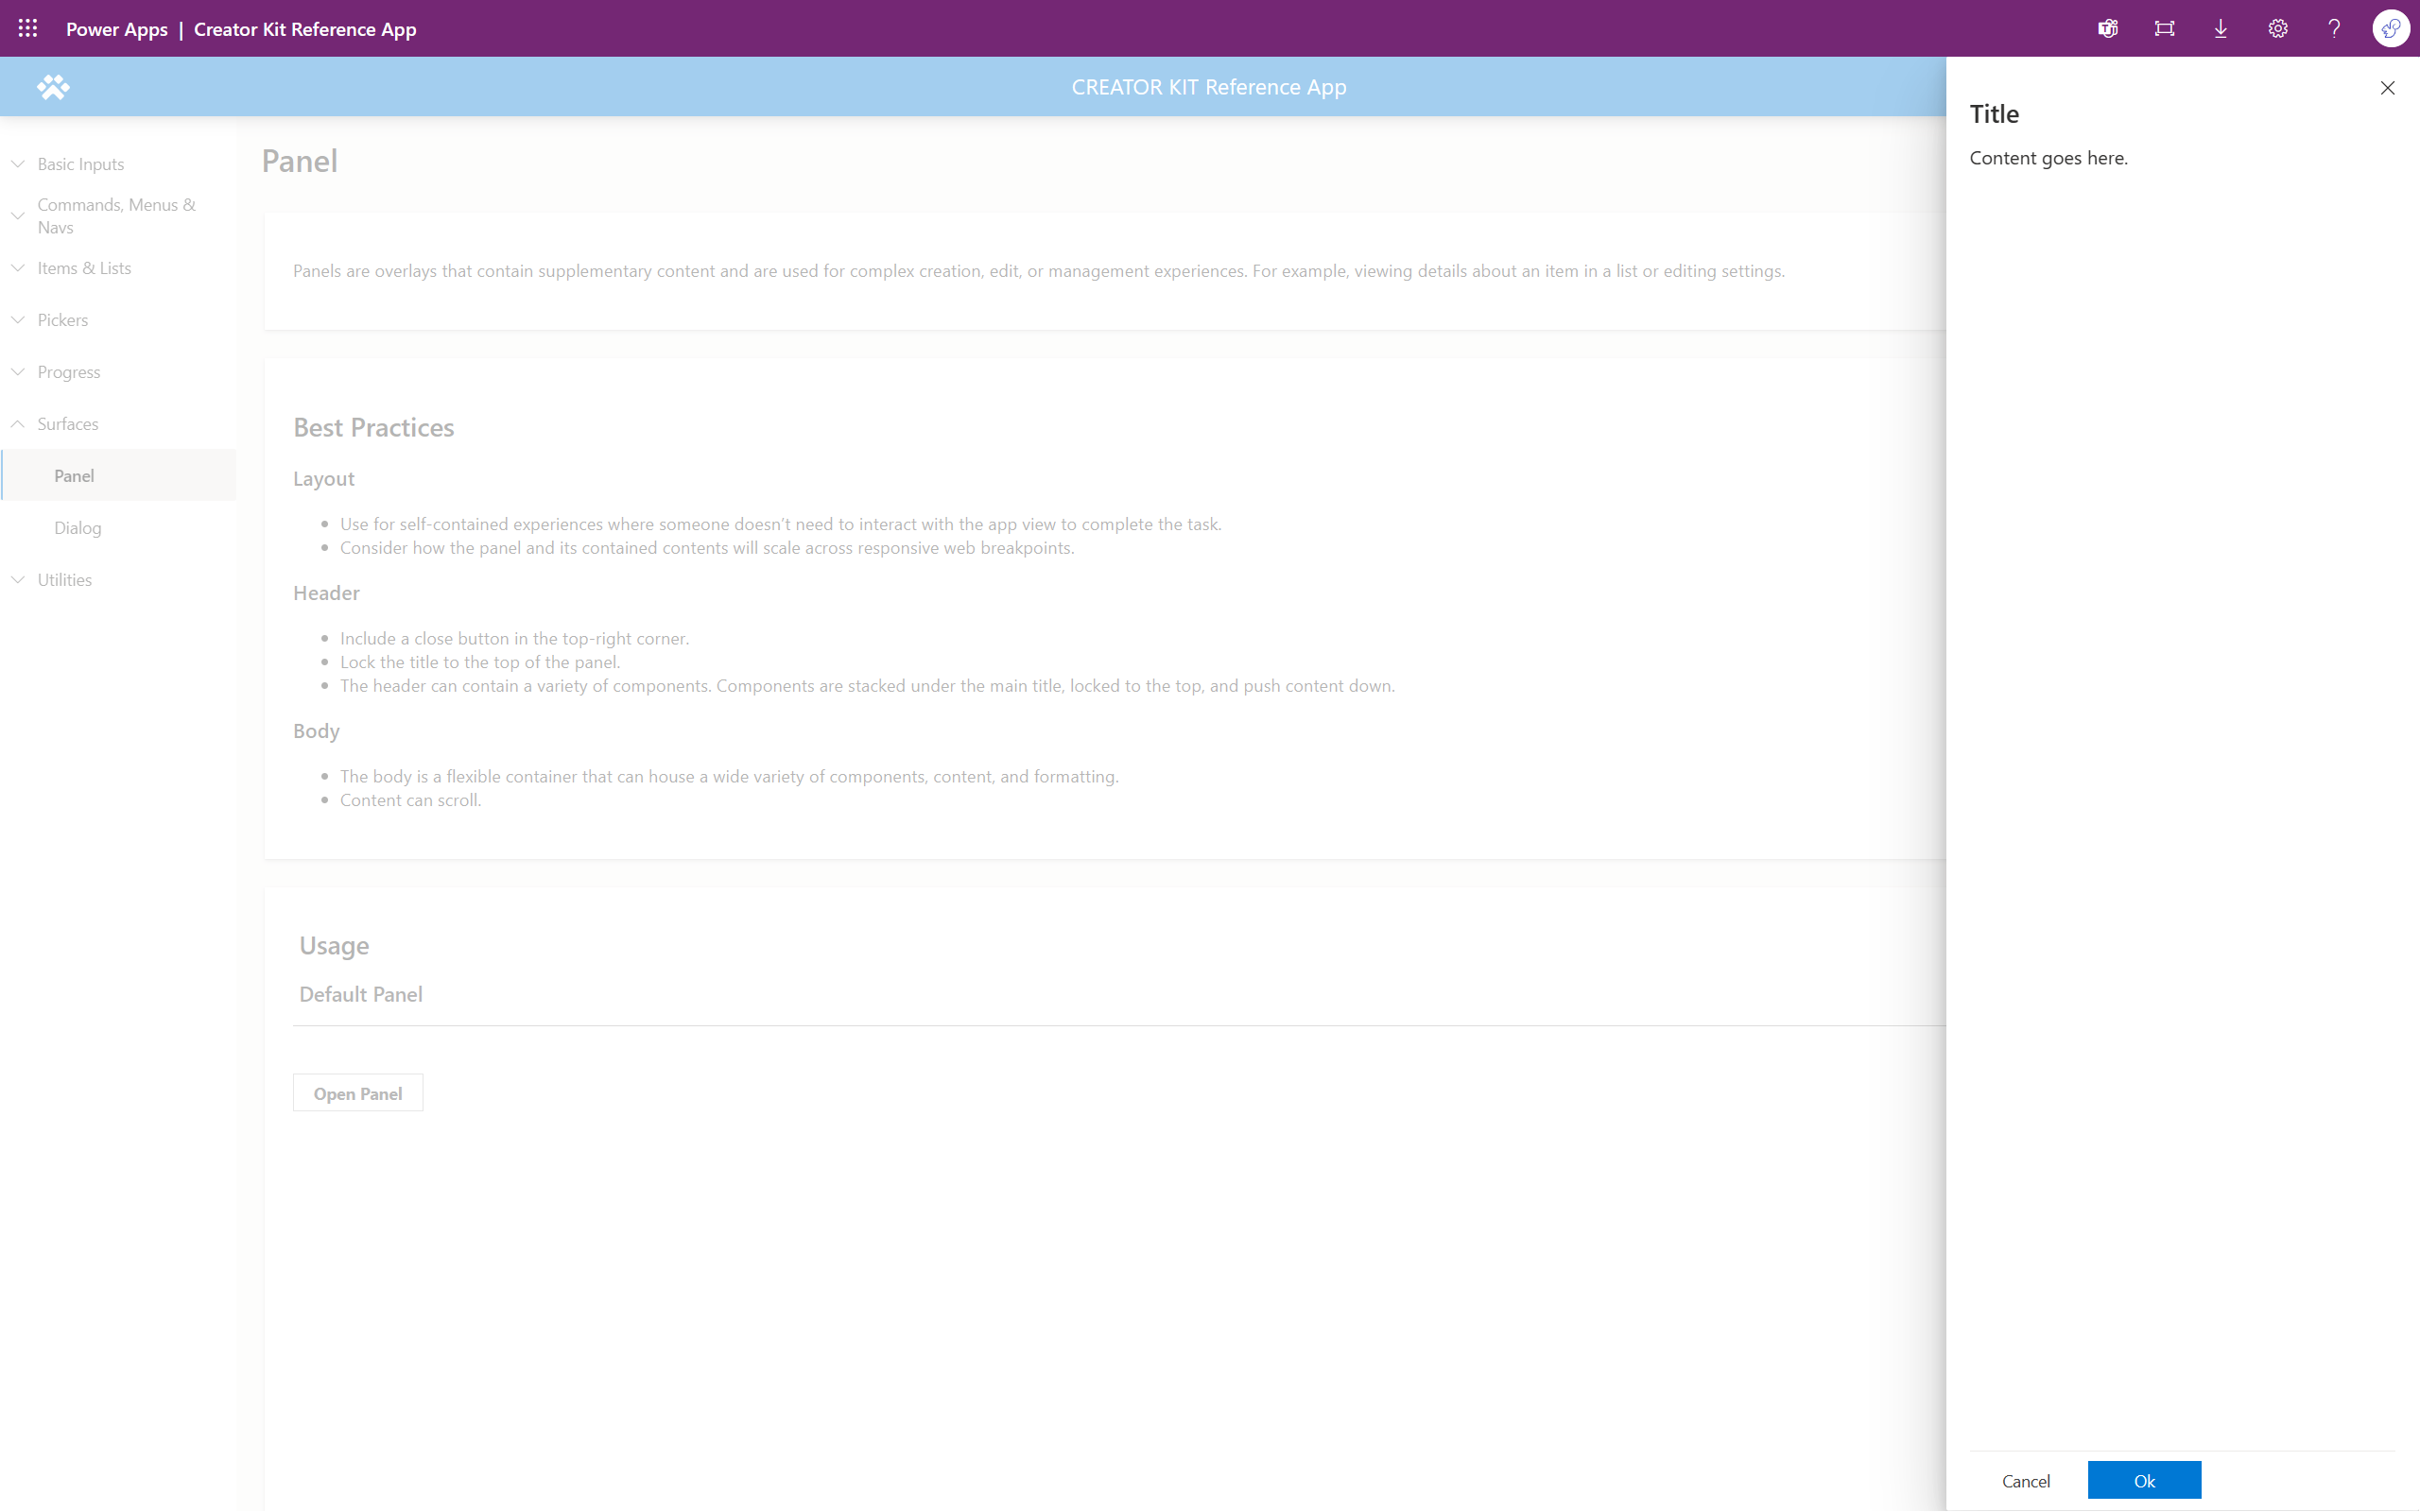 Power Apps | Creator Kit Reference App
CREATOR KIT Reference App
Basic Inputs
Commands, Menus &
Navs
Items & Lists
Pickers
Progress
Surfaces
Panel
Dialog
Utilities
Panel
Panels are overlays that contain supplementary content and are used for complex creation, edit, or management experiences. For example, viewing details about an item in a list or editing settings.
Best Practices
Layout
• Use for self-contained experiences where someone doesn’t need to interact with the app view to complete the task.
• Consider how the panel and its contained contents will scale across responsive web breakpoints.
Header
• Include a close button in the top-right corner.
• Lock the title to the top of the panel.
• The header can contain a variety of components. Components are stacked under the main title, locked to the top, and push content down.
Body
• The body is a flexible container that can house a wide variety of components, content, and formatting.
• Content can scroll.
Usage
Default Panel
Open Panel
Title
Content goes here.
Cancel
Ok